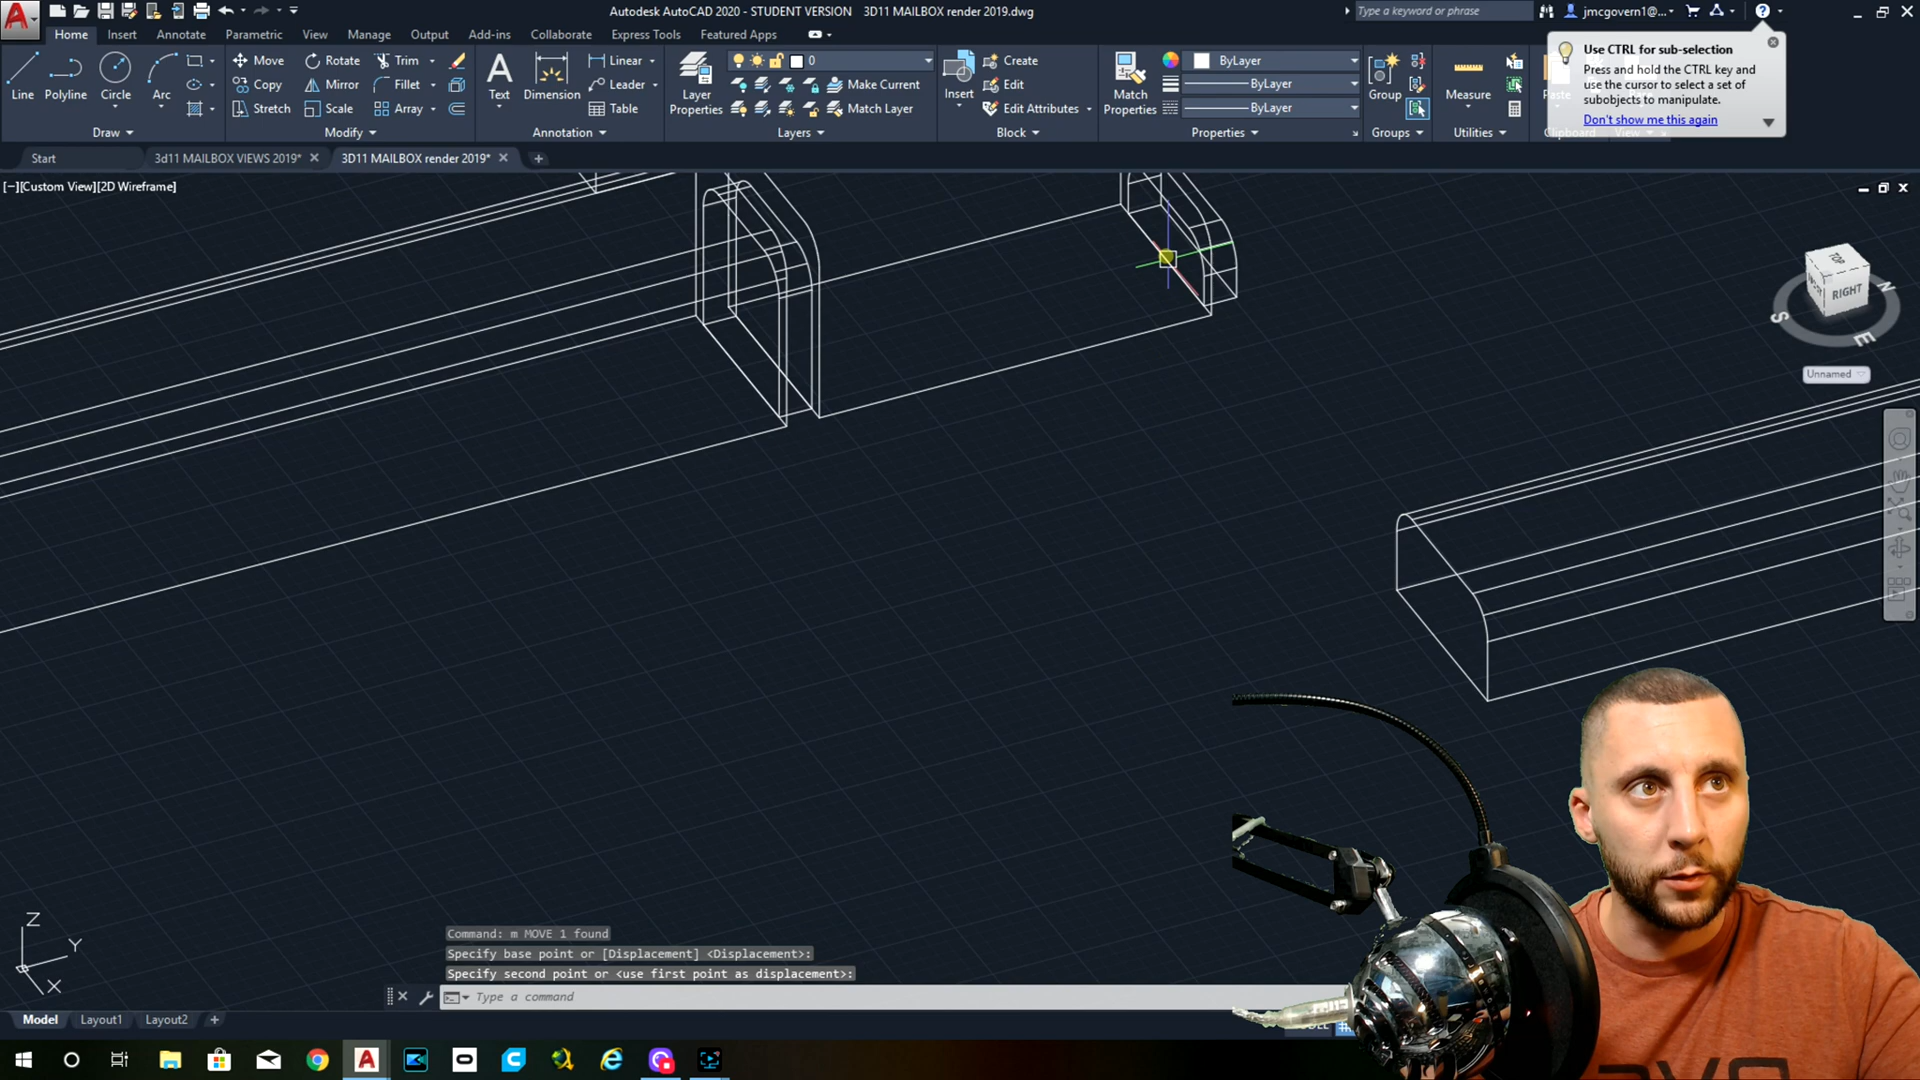 Autodesk AutoCAD 2020 - STUDENT VERSION 3D11 MAILBOX render 2019.dwg
Type a keyword or phrase
jmcgovern1@...
Home Insert Annotate Parametric View Manage Output Add-ins Collaborate Express Tools Featured Apps
Line Polyline Circle Arc
Move Rotate Trim
Copy Mirror Fillet
Stretch Scale Array
Text Dimension
Linear
Leader
Table
Layer Properties
0
Make Current
Match Layer
Insert
Create
Edit
Edit Attributes
Match Properties
ByLayer
ByLayer
ByLayer
Group
Measure
Paste
Draw Modify Annotation Layers Block Properties Groups Utilities Clipboard View
Use CTRL for sub-selection
Press and hold the CTRL key and
use the cursor to select a set of
subobjects to manipulate.
Don't show me this again
Start 3d11 MAILBOX VIEWS 2019* 3D11 MAILBOX render 2019*
[−][Custom View][2D Wireframe]
TOP
RIGHT
N
S
E
Unnamed
Z
Y
X
Command: m MOVE 1 found
Specify base point or [Displacement] <Displacement>:
Specify second point or <use first point as displacement>:
Type a command
Model Layout1 Layout2